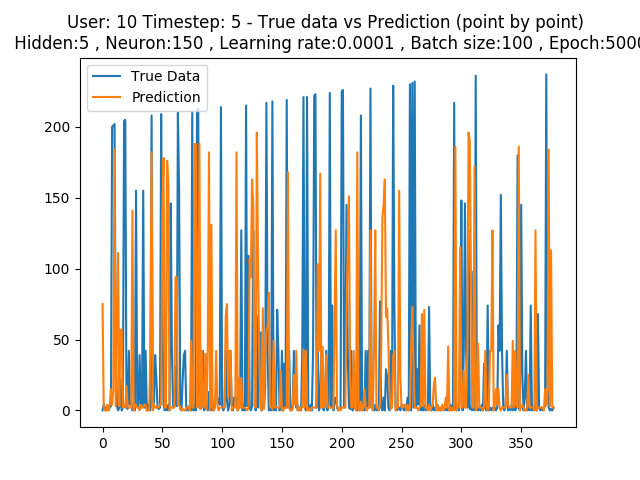 User: 10 Timestep: 5 - True data vs Prediction (point by point)
Hidden:5 , Neuron:150 , Learning rate:0.0001 , Batch size:100 , Epoch:5000
True Data
Prediction
200
150
100
50
0
0 50 100 150 200 250 300 350